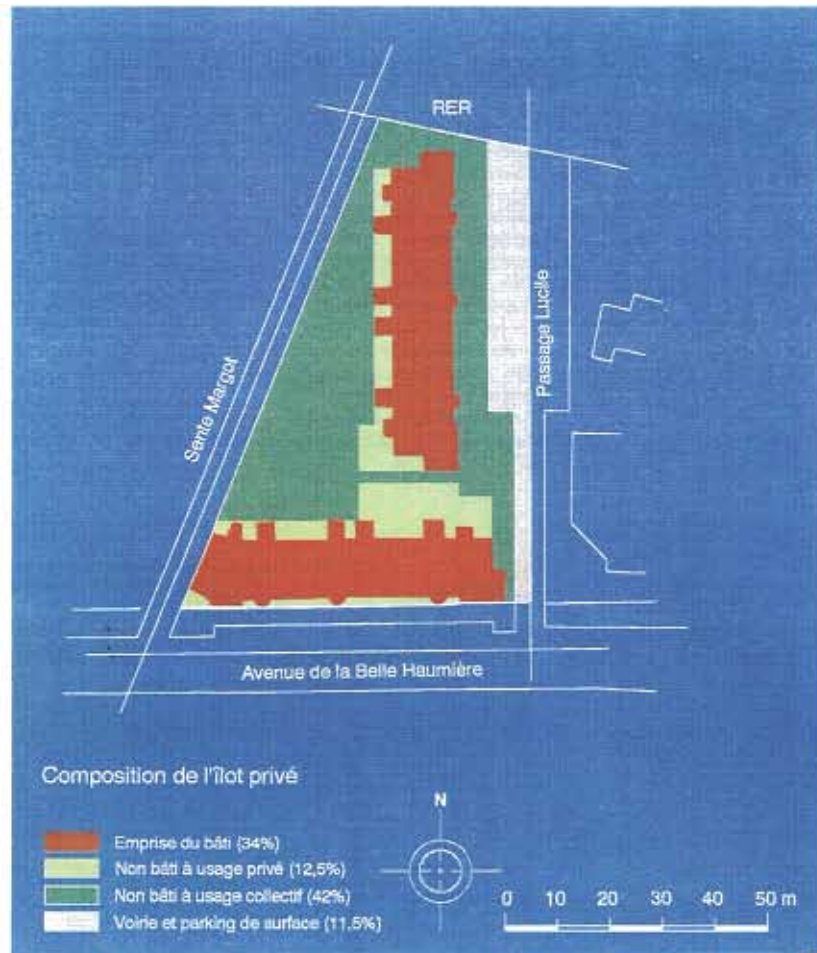 RER
Sente Margot
Passage Lucile
Avenue de la Belle Haumière
Composition de l'îlot privé
Emprise du bâti (34%)
Non bâti à usage privé (12,5%)
Non bâti à usage collectif (42%)
Voirie et parking de surface (11,5%)
N
0 10 20 30 40 50 m